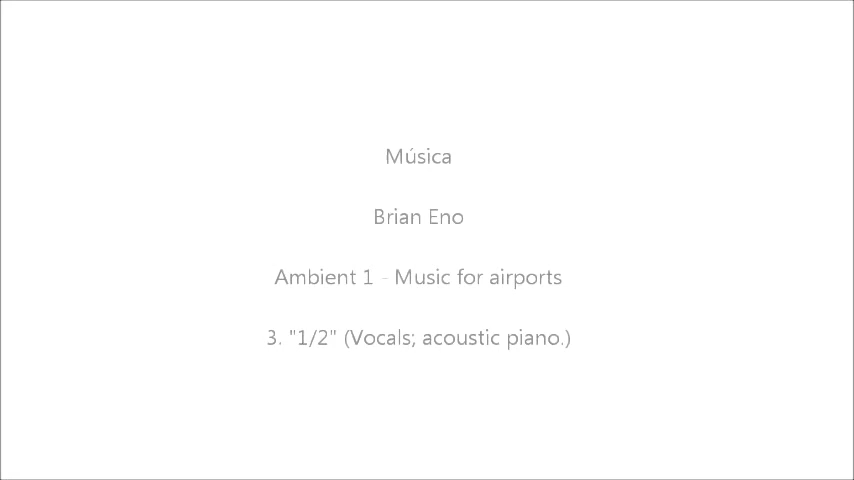 Música
Brian Eno
Ambient 1 - Music for airports
3. "1/2" (Vocals; acoustic piano.)